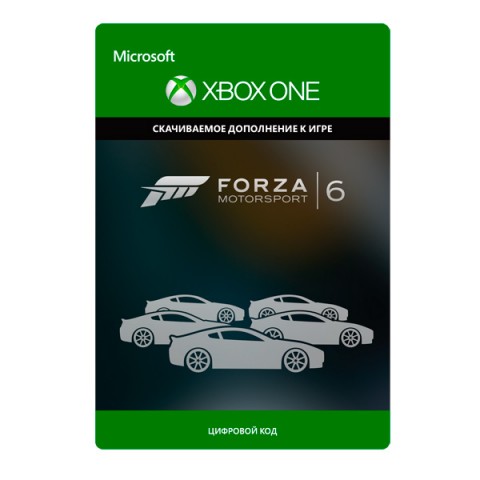 Microsoft
XBOX ONE
СКАЧИВАЕМОЕ ДОПОЛНЕНИЕ К ИГРЕ
FORZA
MOTORSPORT 6
ЦИФРОВОЙ КОД